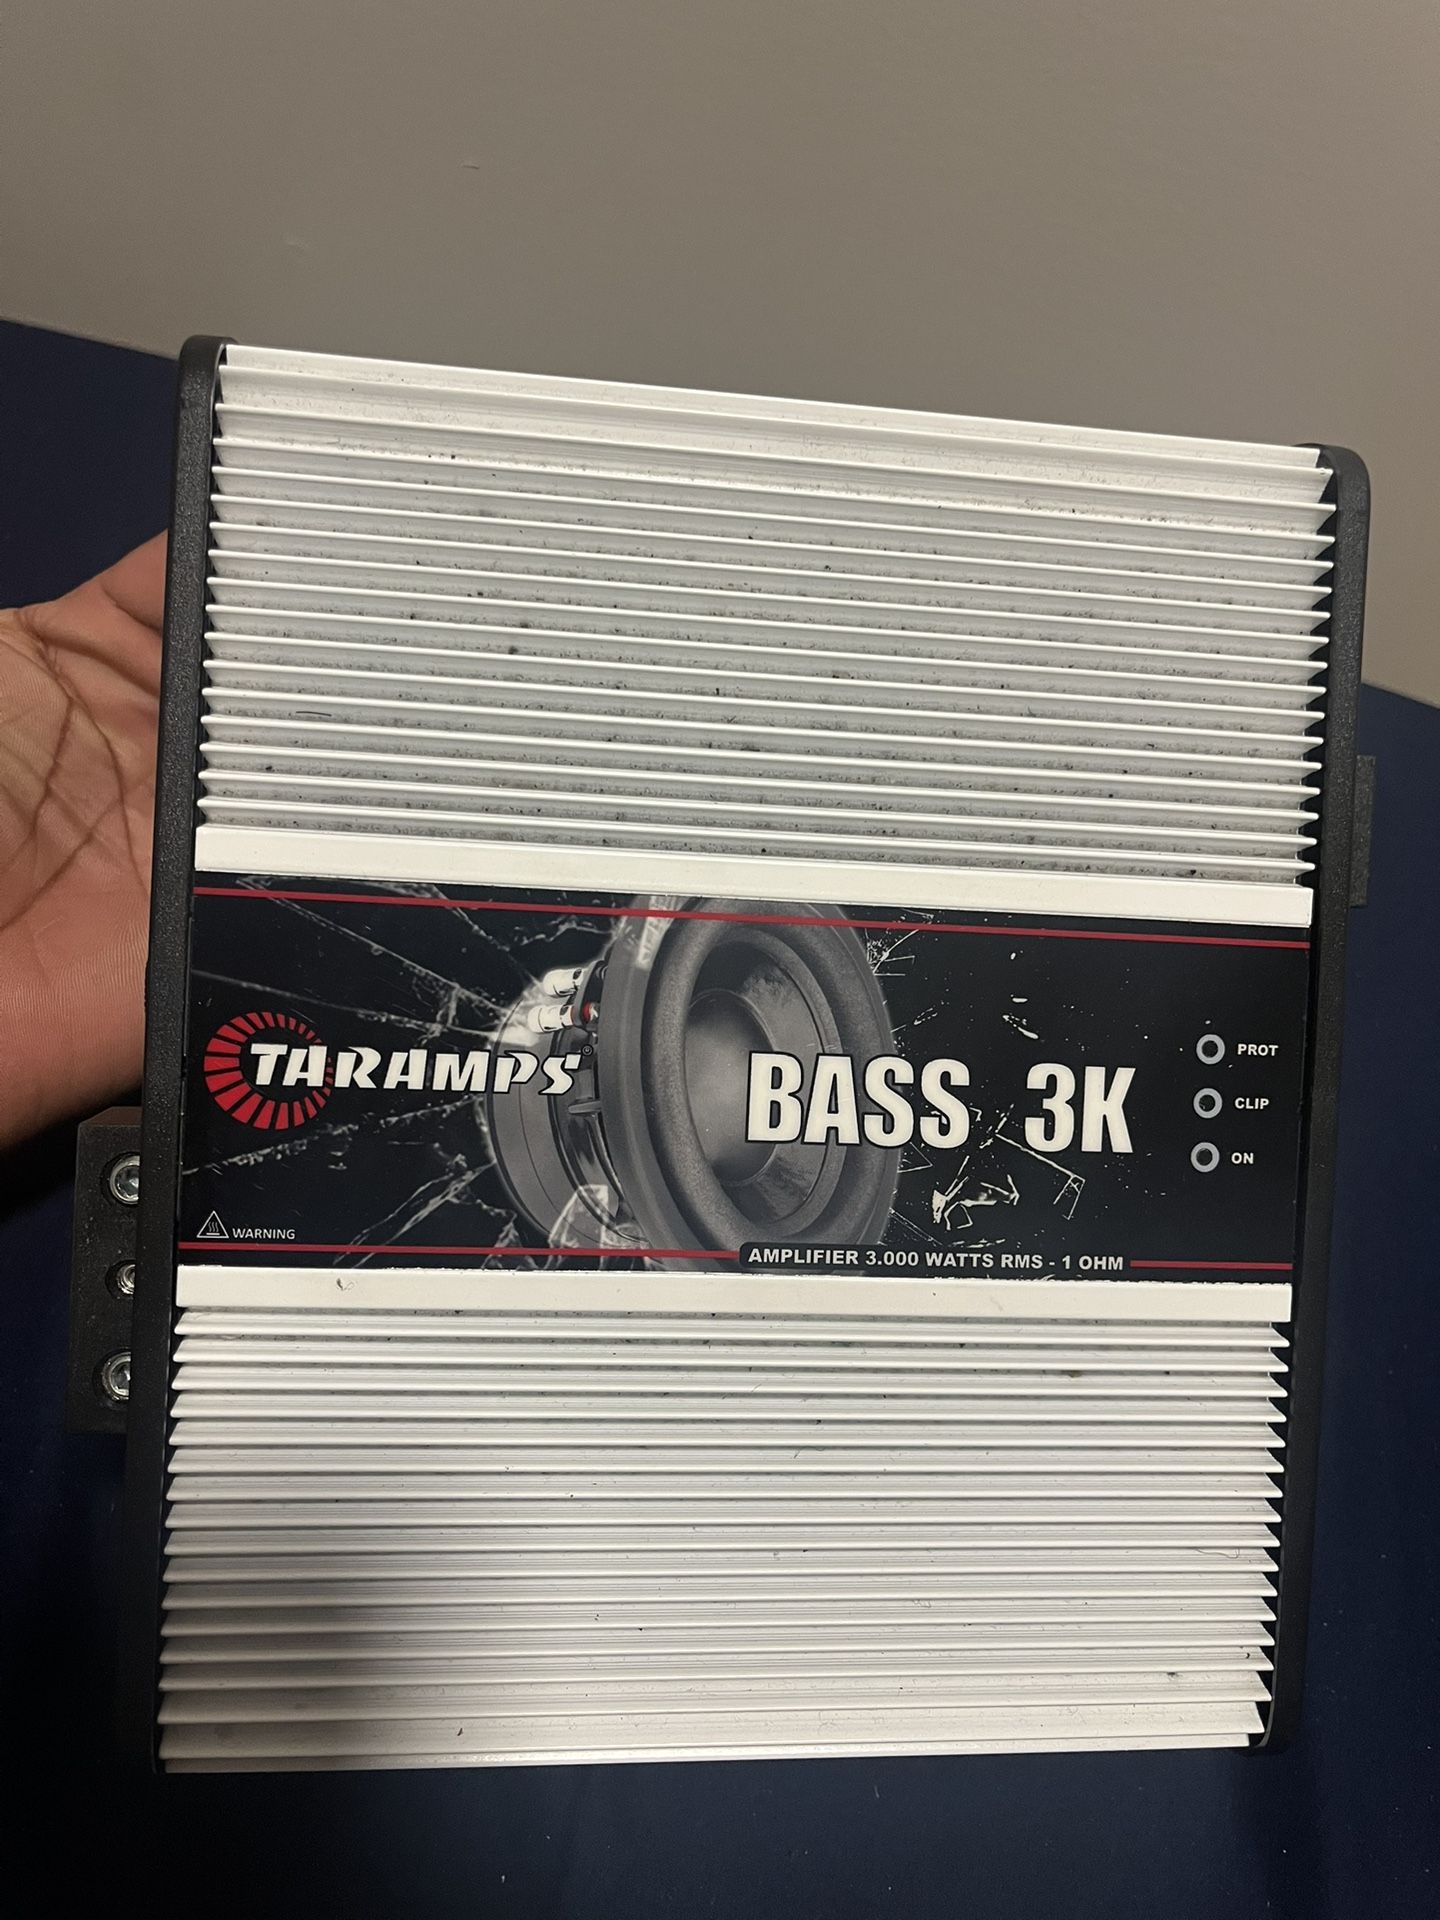 TARAMPS®
BASS 3K
PROT
CLIP
ON
WARNING
AMPLIFIER 3.000 WATTS RMS - 1 OHM